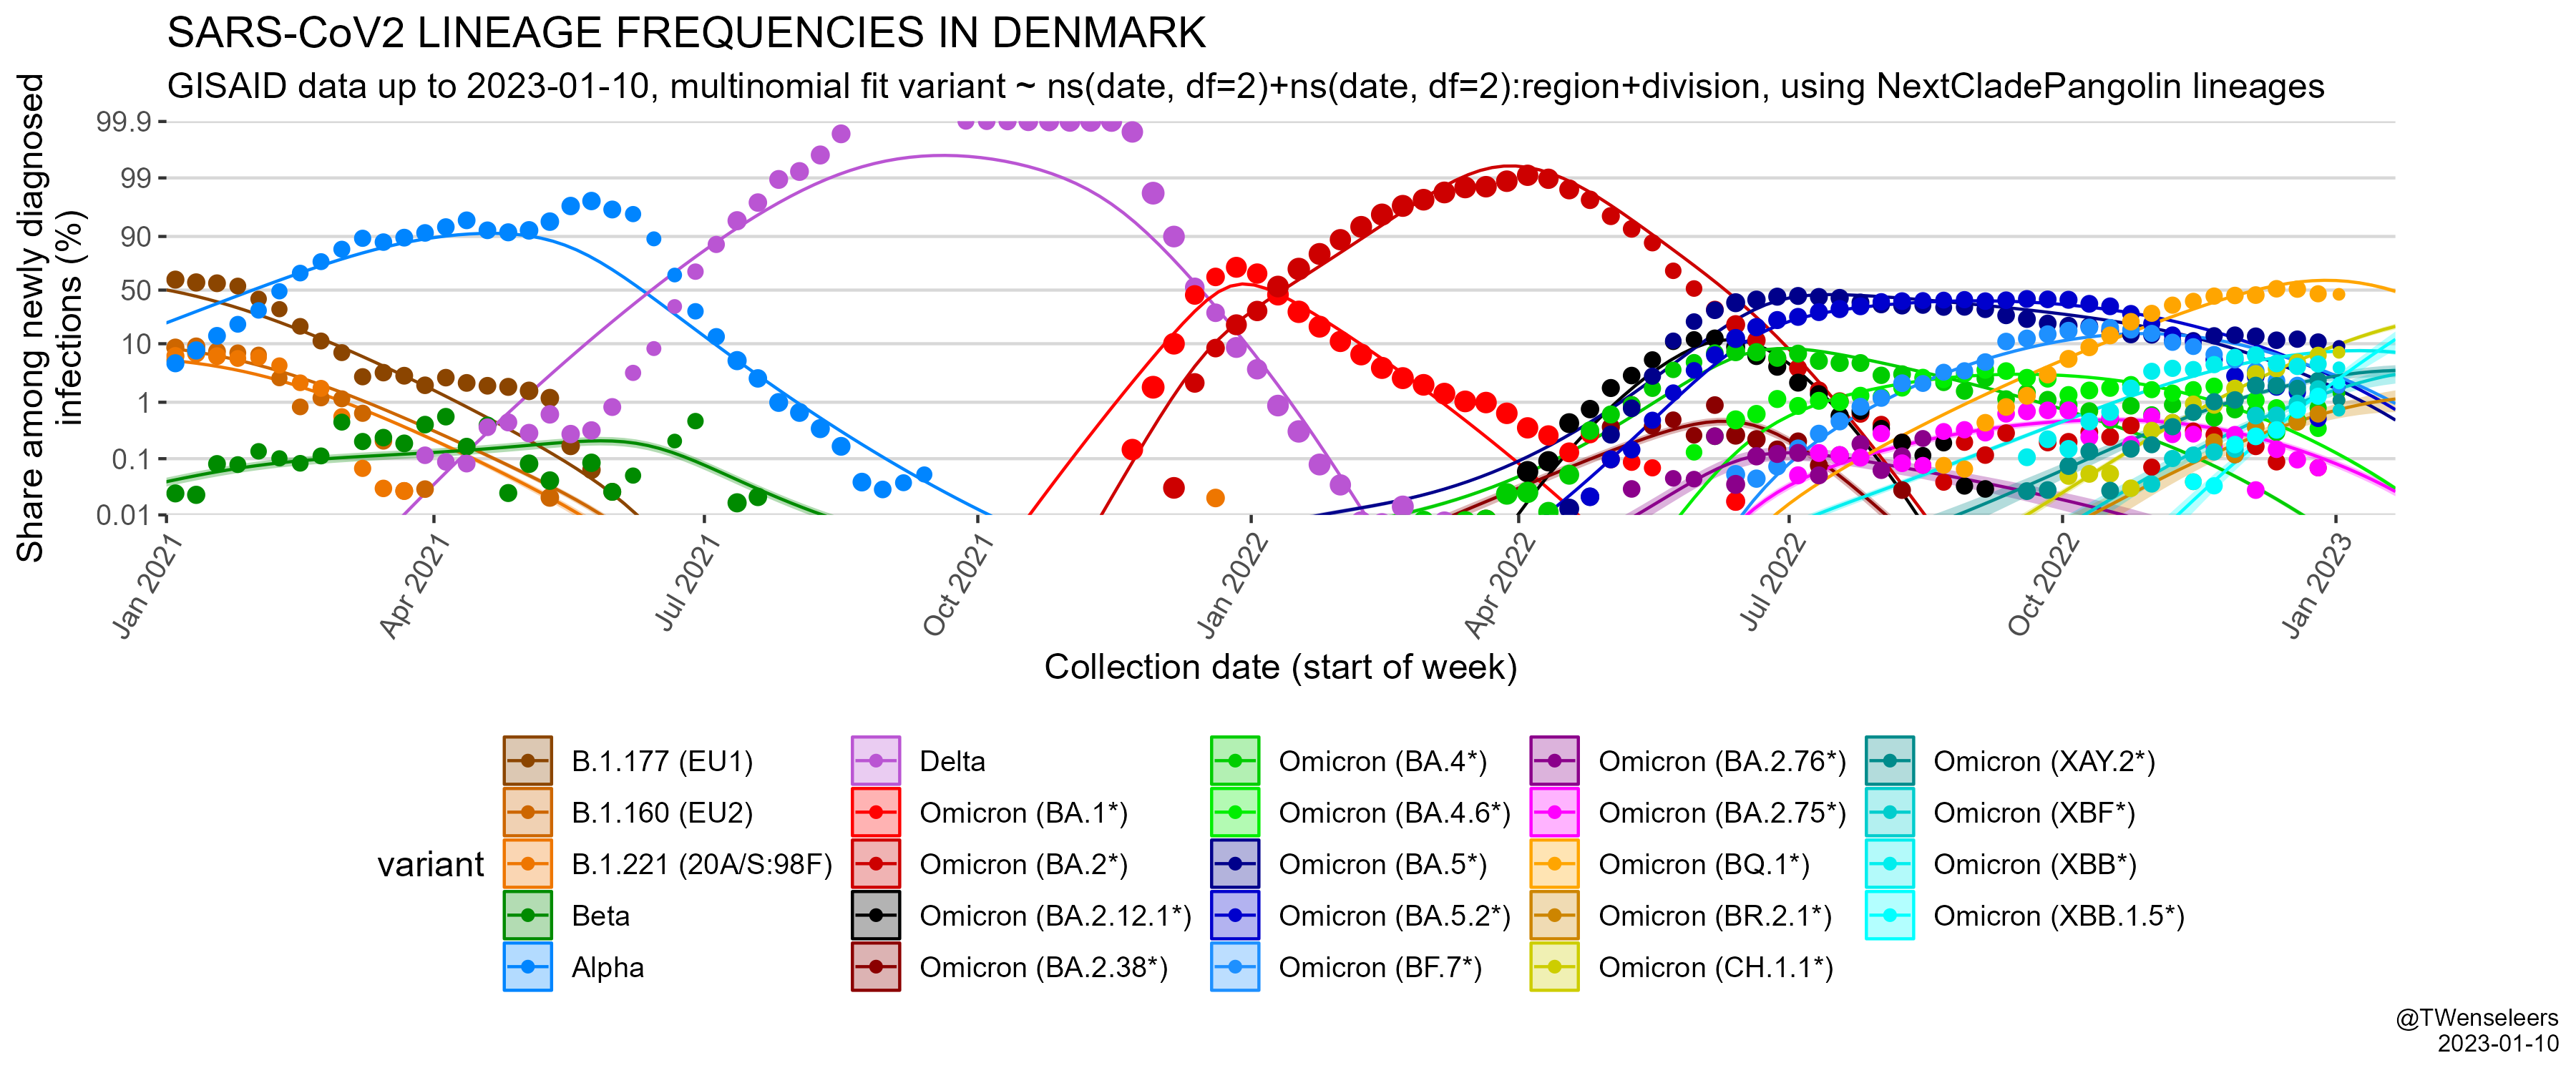 SARS-CoV2 LINEAGE FREQUENCIES IN DENMARK
GISAID data up to 2023-01-10, multinomial fit variant ~ ns(date, df=2)+ns(date, df=2):region+division, using NextCladePangolin lineages
Share among newly diagnosed
infections (%)
99.9
99
90
50
10
1
0.1
0.01
Jan 2021
Apr 2021
Jul 2021
Oct 2021
Jan 2022
Apr 2022
Jul 2022
Oct 2022
Jan 2023
Collection date (start of week)
variant
B.1.177 (EU1)
B.1.160 (EU2)
B.1.221 (20A/S:98F)
Beta
Alpha
Delta
Omicron (BA.1*)
Omicron (BA.2*)
Omicron (BA.2.12.1*)
Omicron (BA.2.38*)
Omicron (BA.4*)
Omicron (BA.4.6*)
Omicron (BA.5*)
Omicron (BA.5.2*)
Omicron (BF.7*)
Omicron (BA.2.76*)
Omicron (BA.2.75*)
Omicron (BQ.1*)
Omicron (BR.2.1*)
Omicron (CH.1.1*)
Omicron (XAY.2*)
Omicron (XBF*)
Omicron (XBB*)
Omicron (XBB.1.5*)
@TWenseleers
2023-01-10